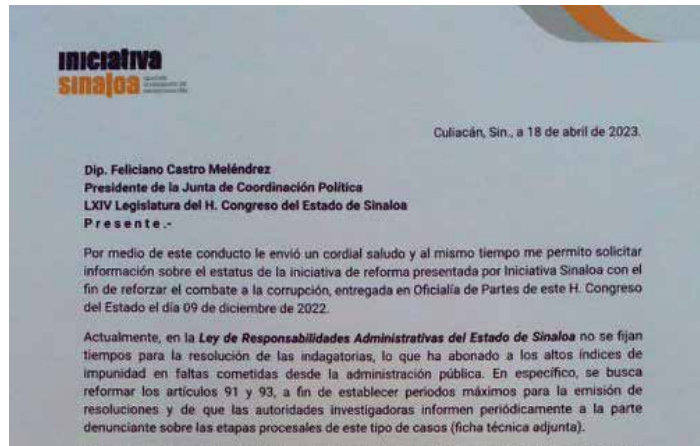 Iniciativa
sinaloa
Culiacán, Sin., a 18 de abril de 2023.
Dip. Feliciano Castro Meléndrez
Presidente de la Junta de Coordinación Política
LXIV Legislatura del H. Congreso del Estado de Sinaloa
P r e s e n t e .-
Por medio de este conducto le envió un cordial saludo y al mismo tiempo me permito solicitar
información sobre el estatus de la iniciativa de reforma presentada por Iniciativa Sinaloa con el
fin de reforzar el combate a la corrupción, entregada en Oficialía de Partes de este H. Congreso
del Estado el día 09 de diciembre de 2022.
Actualmente, en la Ley de Responsabilidades Administrativas del Estado de Sinaloa no se fijan
tiempos para la resolución de las indagatorias, lo que ha abonado a los altos índices de
impunidad en faltas cometidas desde la administración pública. En específico, se busca
reformar los artículos 91 y 93, a fin de establecer periodos máximos para la emisión de
resoluciones y de que las autoridades investigadoras informen periódicamente a la parte
denunciante sobre las etapas procesales de este tipo de casos (ficha técnica adjunta).